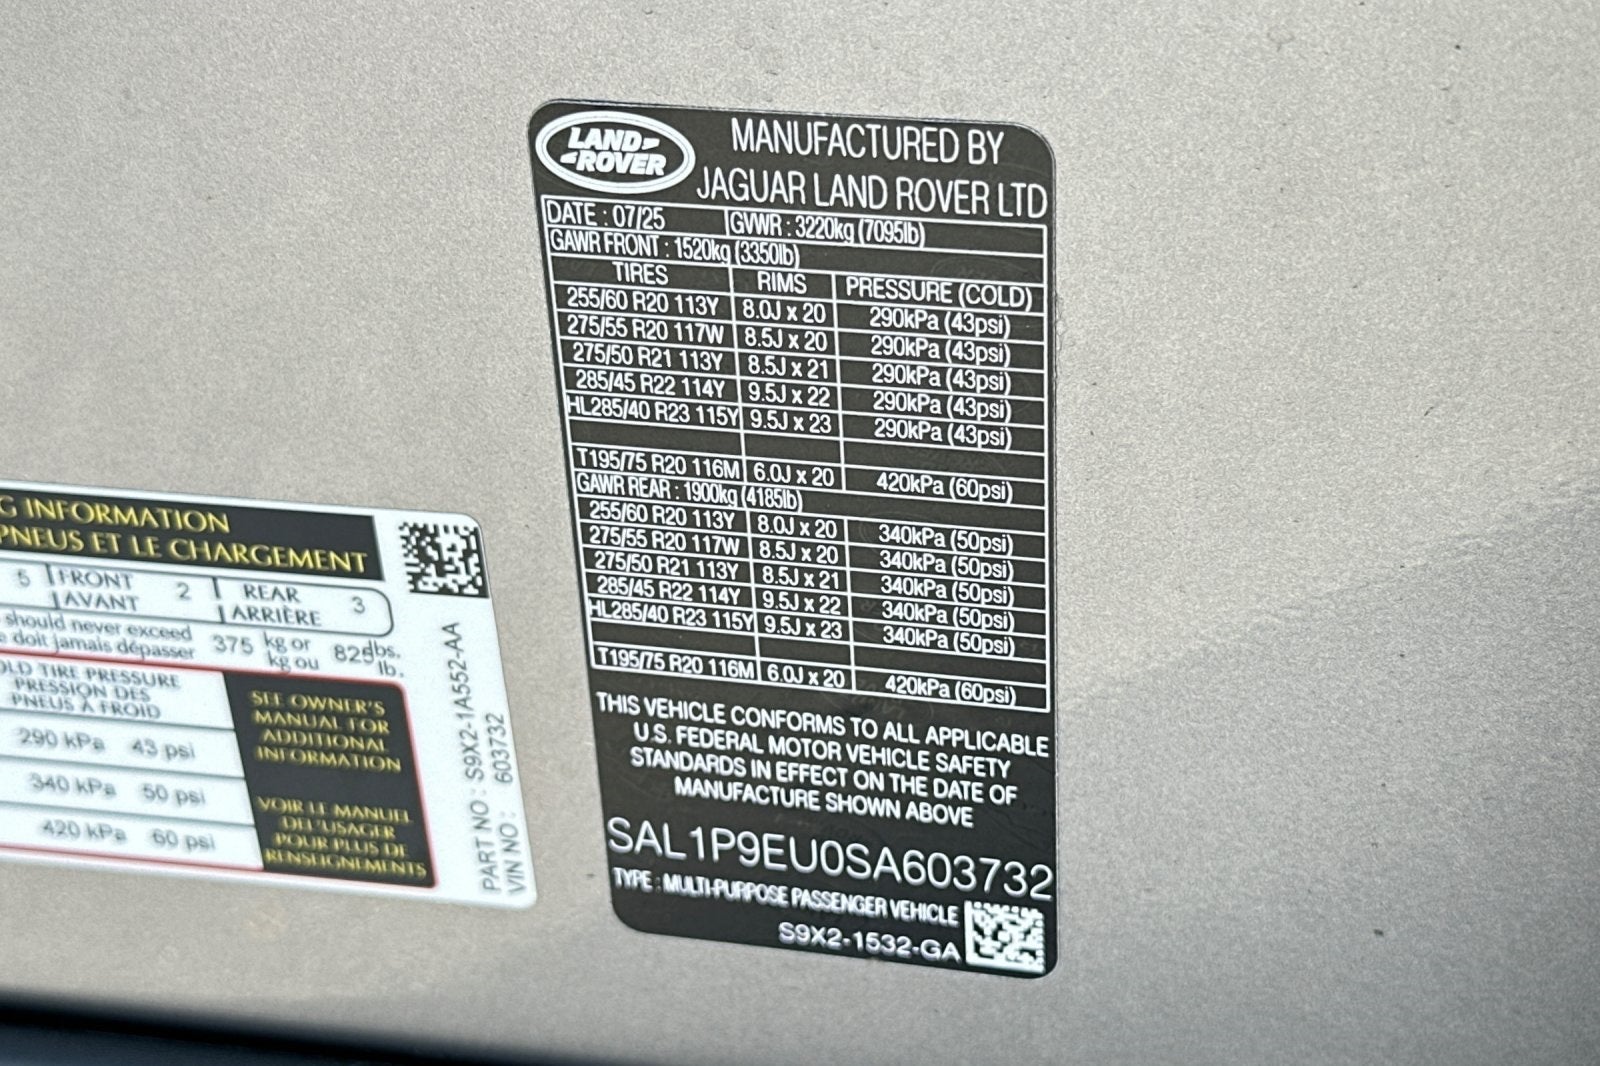 LAND
ROVER
MANUFACTURED BY
JAGUAR LAND ROVER LTD
DATE : 07/25 GVWR : 3220kg (7095lb)
GAWR FRONT : 1520kg (3350lb)
TIRES RIMS PRESSURE (COLD)
255/60 R20 113Y 8.0J x 20 290kPa (43psi)
275/55 R20 117W 8.5J x 20 290kPa (43psi)
275/50 R21 113Y 8.5J x 21 290kPa (43psi)
285/45 R22 114Y 9.5J x 22 290kPa (43psi)
HL285/40 R23 115Y 9.5J x 23 290kPa (43psi)
T195/75 R20 116M 6.0J x 20 420kPa (60psi)
GAWR REAR : 1900kg (4185lb)
255/60 R20 113Y 8.0J x 20 340kPa (50psi)
275/55 R20 117W 8.5J x 20 340kPa (50psi)
275/50 R21 113Y 8.5J x 21 340kPa (50psi)
285/45 R22 114Y 9.5J x 22 340kPa (50psi)
HL285/40 R23 115Y 9.5J x 23 340kPa (50psi)
T195/75 R20 116M 6.0J x 20 420kPa (60psi)
THIS VEHICLE CONFORMS TO ALL APPLICABLE
U.S. FEDERAL MOTOR VEHICLE SAFETY
STANDARDS IN EFFECT ON THE DATE OF
MANUFACTURE SHOWN ABOVE
SAL1P9EU0SA603732
TYPE : MULTI-PURPOSE PASSENGER VEHICLE
S9X2-1532-GA
G INFORMATION
PNEUS ET LE CHARGEMENT
5 FRONT 2 REAR 3
AVANT ARRIÈRE
should never exceed 375 kg or 825 lbs.
doit jamais dépasser kg ou lb.
OLD TIRE PRESSURE
PRESSION DES
PNEUS À FROID
290 kPa 43 psi
340 kPa 50 psi
420 kPa 60 psi
SEE OWNER'S
MANUAL FOR
ADDITIONAL
INFORMATION
VOIR LE MANUEL
DE L'USAGER
POUR PLUS DE
RENSEIGNEMENTS
PART NO : S9X2-1A552-AA
VIN NO : 603732